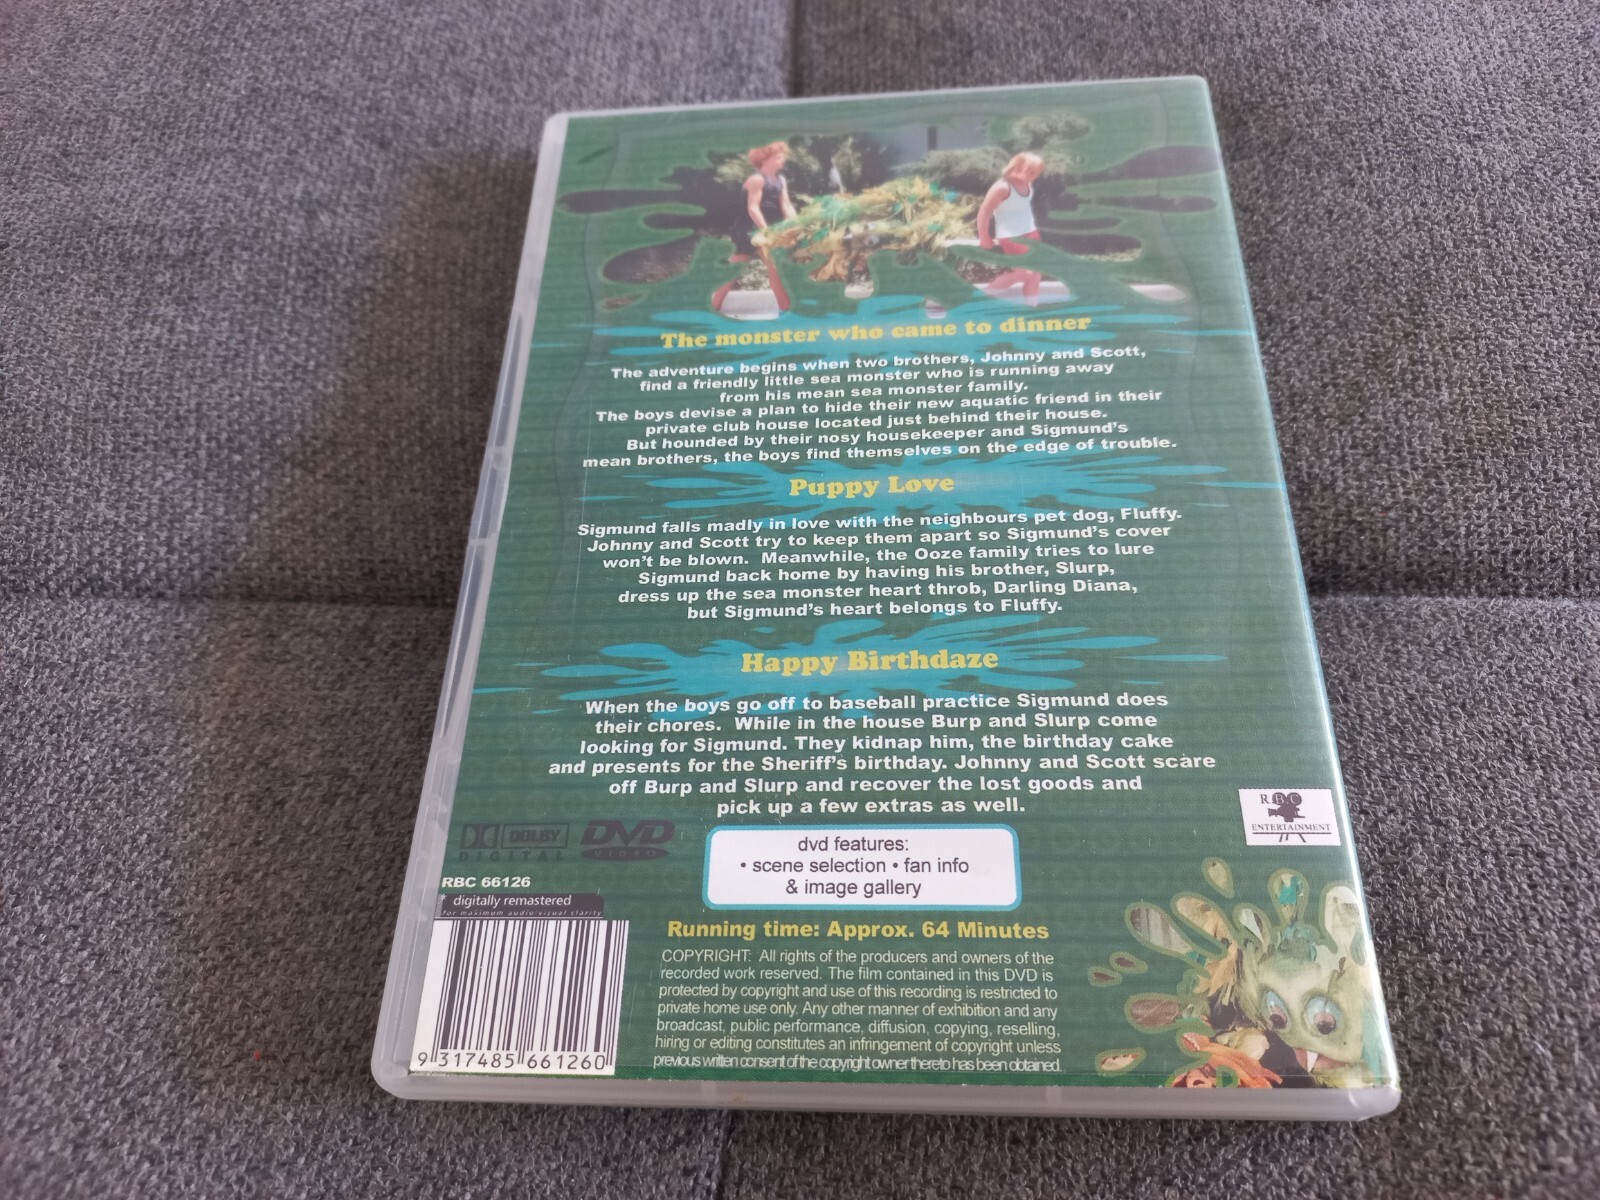 The monster who came to dinner
The adventure begins when two brothers, Johnny and Scott,
find a friendly little sea monster who is running away
from his mean sea monster family.
The boys devise a plan to hide their new aquatic friend in their
private club house located just behind their house.
But hounded by their nosy housekeeper and Sigmund's
mean brothers, the boys find themselves on the edge of trouble.
Puppy Love
Sigmund falls madly in love with the neighbours pet dog, Fluffy.
Johnny and Scott try to keep them apart so Sigmund's cover
won't be blown. Meanwhile, the Ooze family tries to lure
Sigmund back home by having his brother, Slurp,
dress up the sea monster heart throb, Darling Diana,
but Sigmund's heart belongs to Fluffy.
Happy Birthdaze
When the boys go off to baseball practice Sigmund does
their chores. While in the house Burp and Slurp come
looking for Sigmund. They kidnap him, the birthday cake
and presents for the Sheriff's birthday. Johnny and Scott scare
off Burp and Slurp and recover the lost goods and
pick up a few extras as well.
RBC
ENTERTAINMENT
DOLBY
DIGITAL
DVD
VIDEO
dvd features:
• scene selection • fan info
& image gallery
RBC 66126
* digitally remastered
for maximum audio/visual clarity
9 317485 661260
Running time: Approx. 64 Minutes
COPYRIGHT: All rights of the producers and owners of the
recorded work reserved. The film contained in this DVD is
protected by copyright and use of this recording is restricted to
private home use only. Any other manner of exhibition and any
broadcast, public performance, diffusion, copying, reselling,
hiring or editing constitutes an infringement of copyright unless
previous written consent of the copyright owner thereto has been obtained.